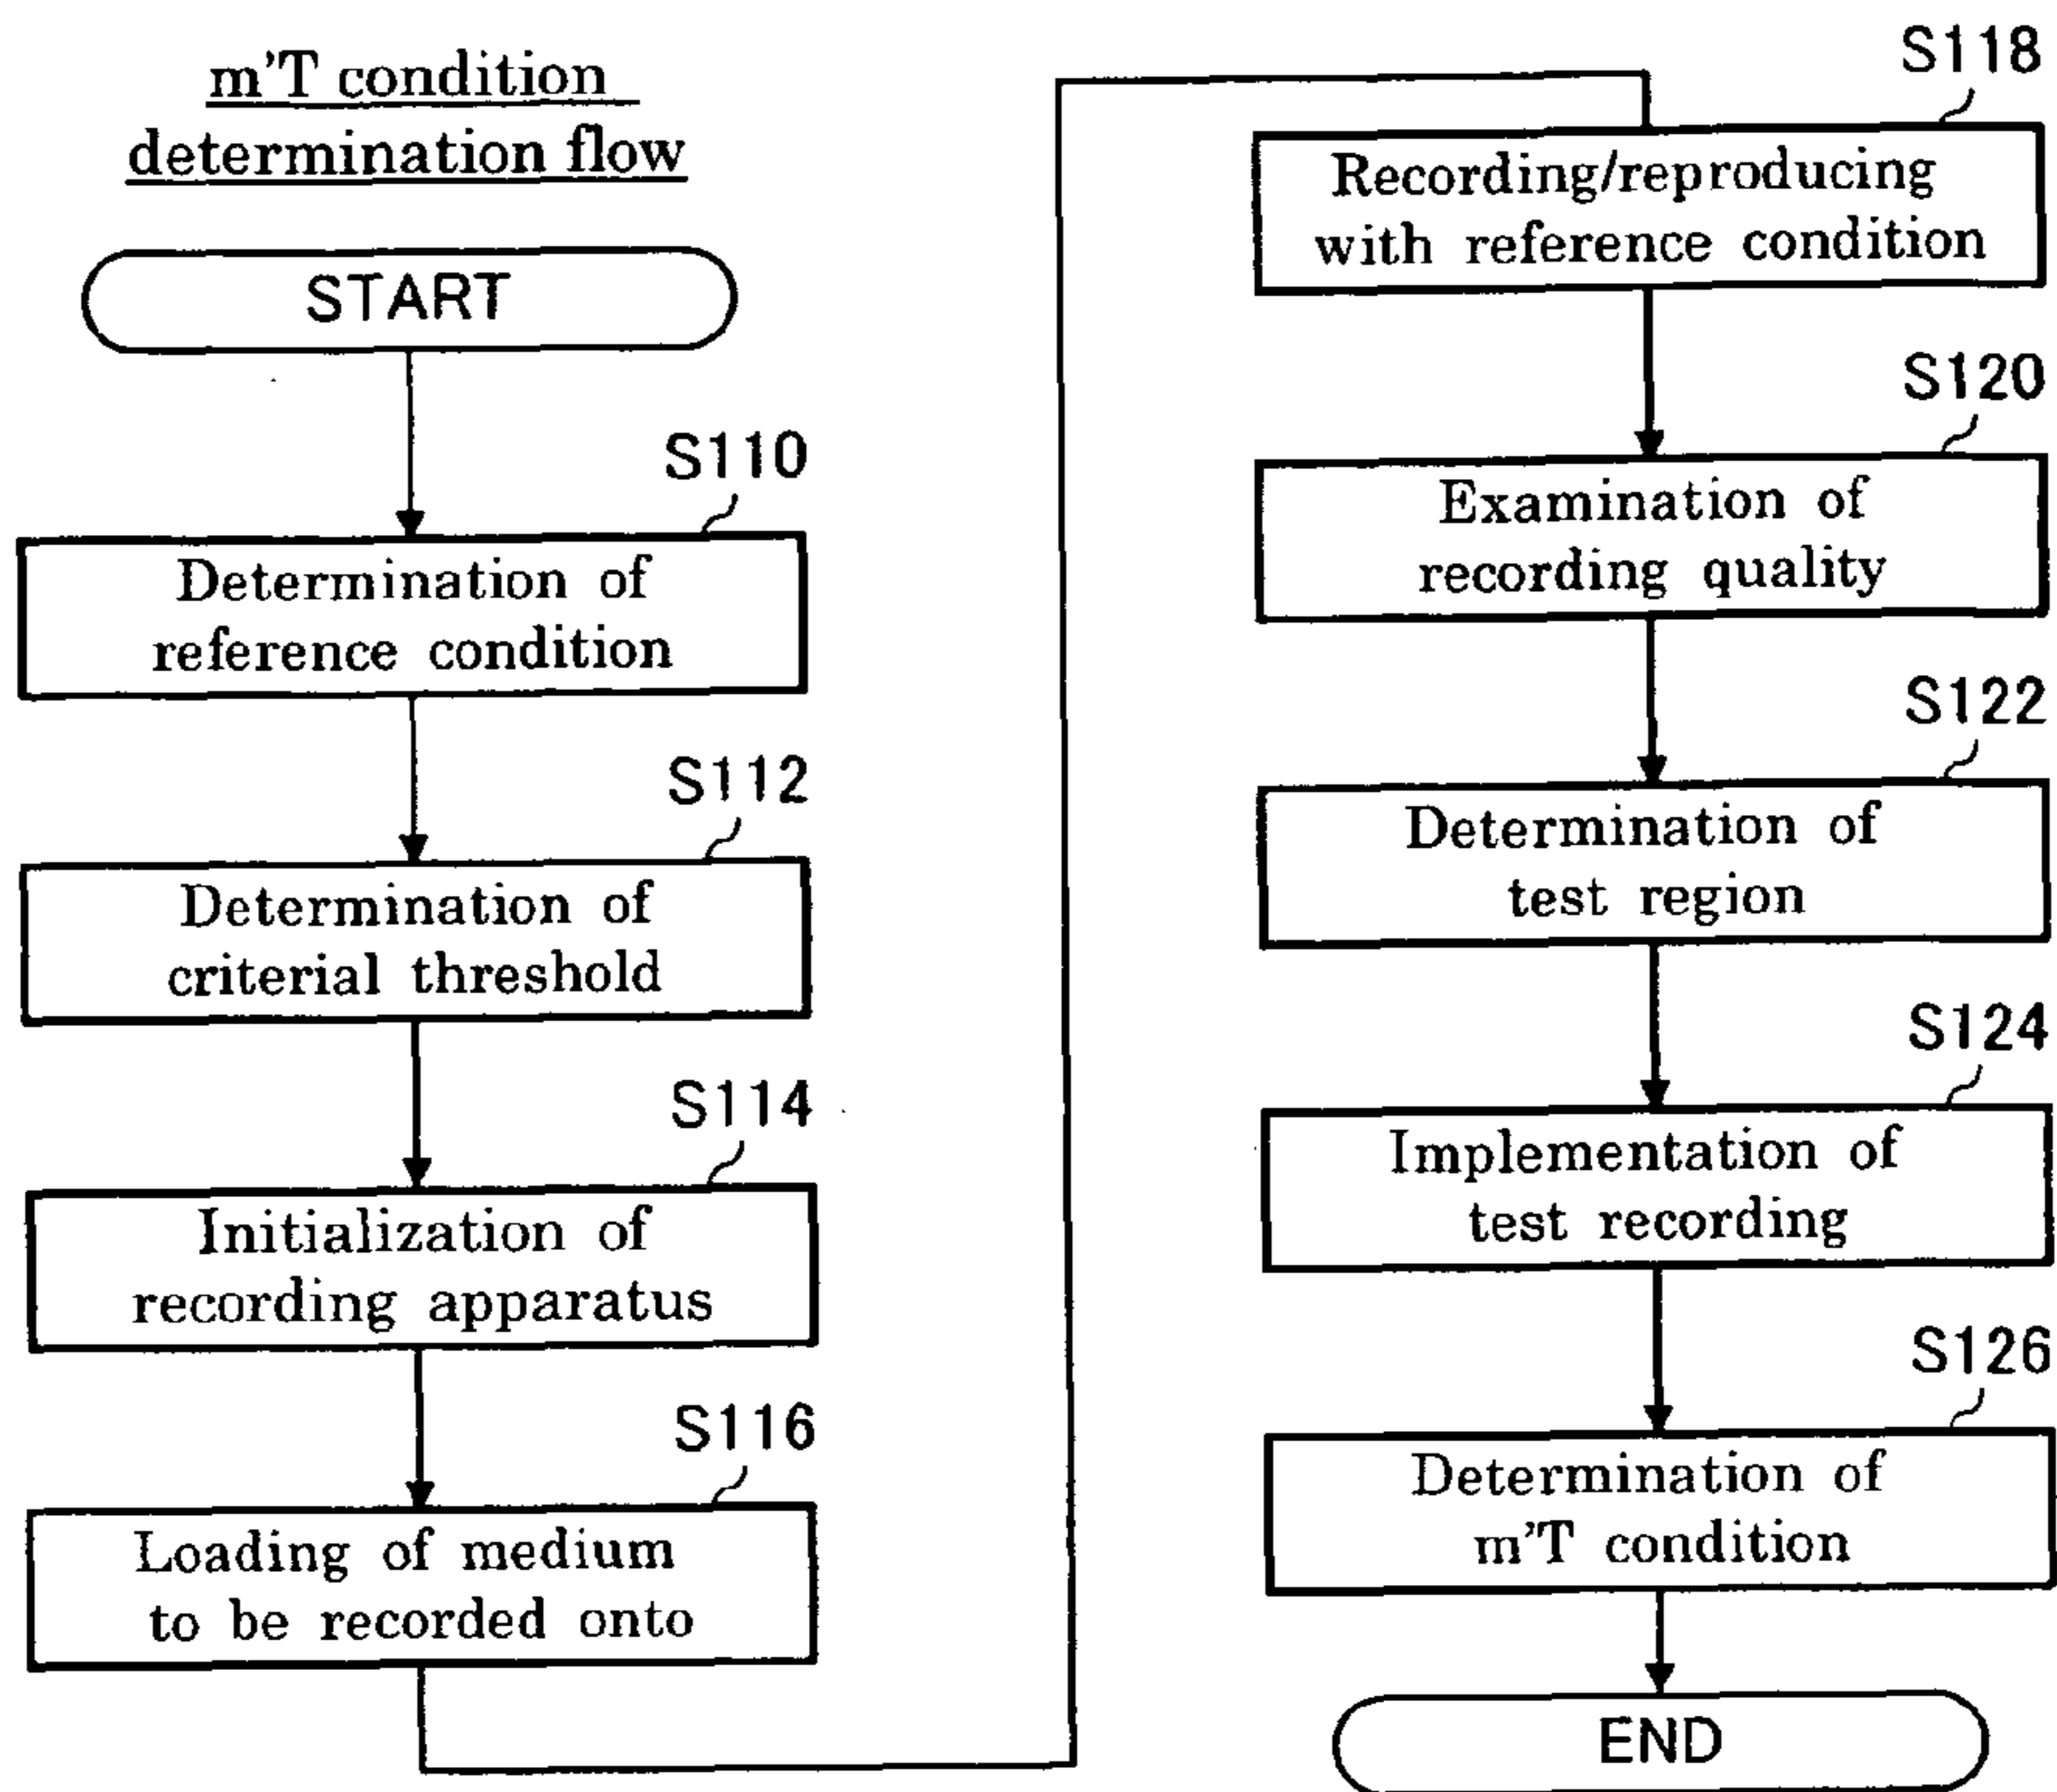 m'T condition
determination flow
START
S110
Determination of
reference condition
S112
Determination of
criterial threshold
S114
Initialization of
recording apparatus
S116
Loading of medium
to be recorded onto
S118
Recording/reproducing
with reference condition
S120
Examination of
recording quality
S122
Determination of
test region
S124
Implementation of
test recording
S126
Determination of
m'T condition
END